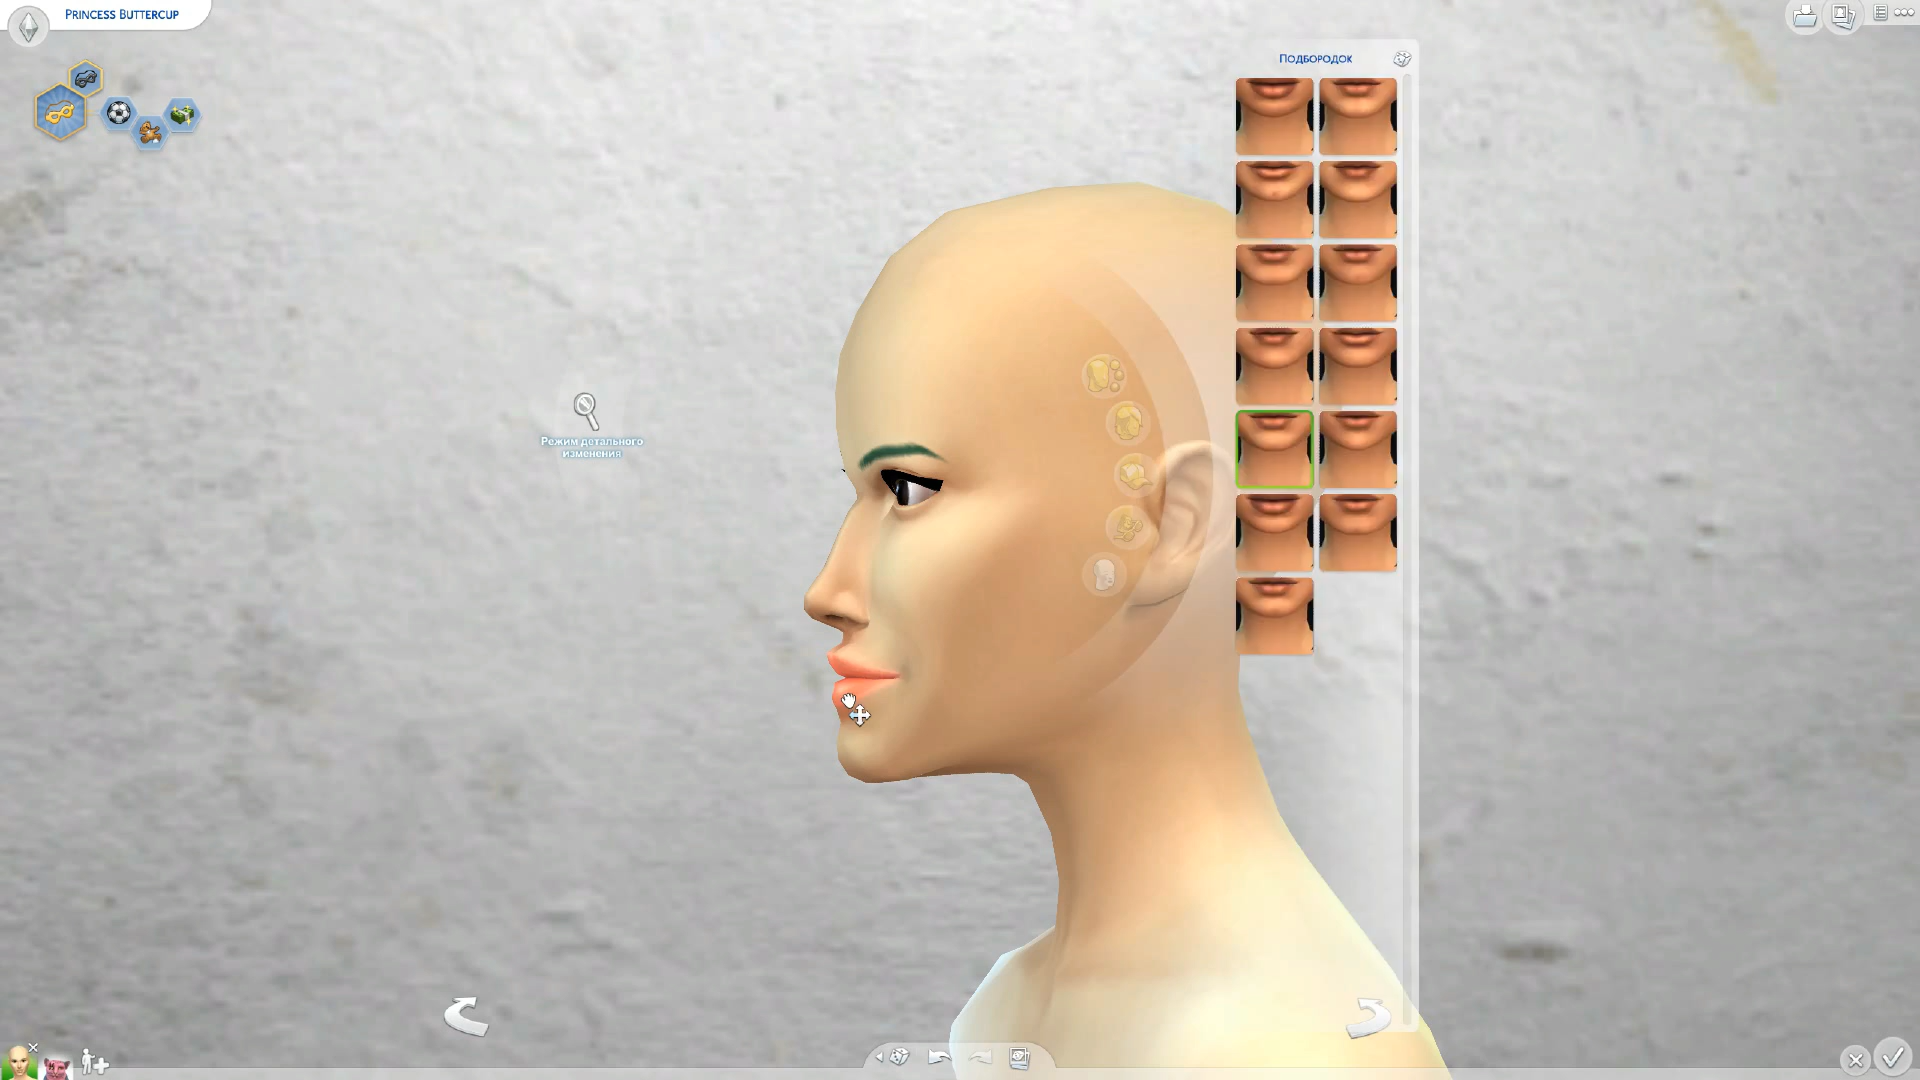 Princess Buttercup
Подбородок
Режим детального
изменения